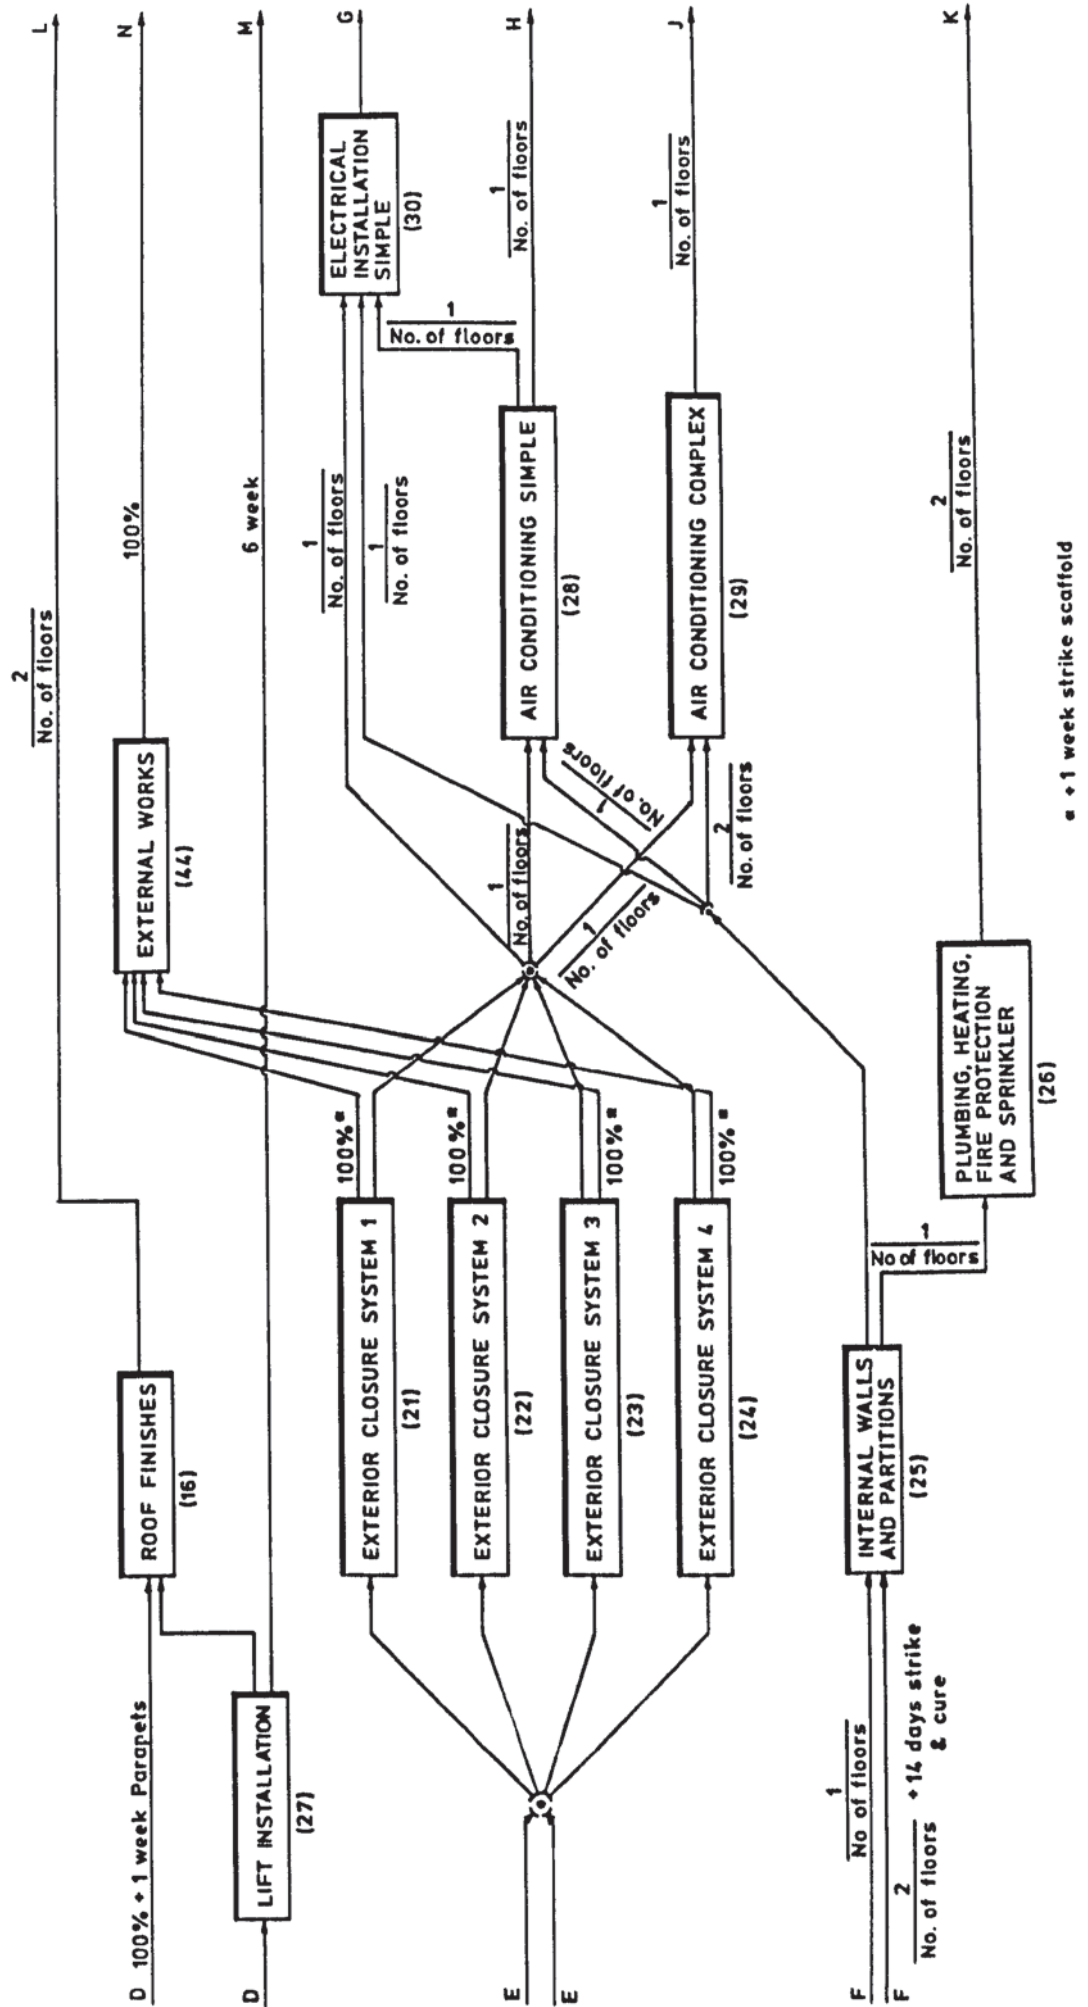 D 100% + 1 week Parapets
D
LIFT INSTALLATION
(27)
ROOF FINISHES
(16)
2
No. of floors
L
EXTERNAL WORKS
(44)
100%
N
6 week
M
E
E
EXTERIOR CLOSURE SYSTEM 1
(21)
100%*
EXTERIOR CLOSURE SYSTEM 2
(22)
100%*
EXTERIOR CLOSURE SYSTEM 3
(23)
100%*
EXTERIOR CLOSURE SYSTEM 4
(24)
100%*
1
No. of floors
1
No. of floors
ELECTRICAL
INSTALLATION
SIMPLE
(30)
G
1
No. of floors
1
No. of floors
1
No. of floors
AIR CONDITIONING SIMPLE
(28)
1
No. of floors
H
1
No. of floors
2
No. of floors
AIR CONDITIONING COMPLEX
(29)
1
No. of floors
J
F
F
1
No of floors
2
No. of floors
+14 days strike
& cure
INTERNAL WALLS
AND PARTITIONS
(25)
1
No of floors
PLUMBING, HEATING,
FIRE PROTECTION
AND SPRINKLER
(26)
2
No. of floors
K
* +1 week strike scaffold